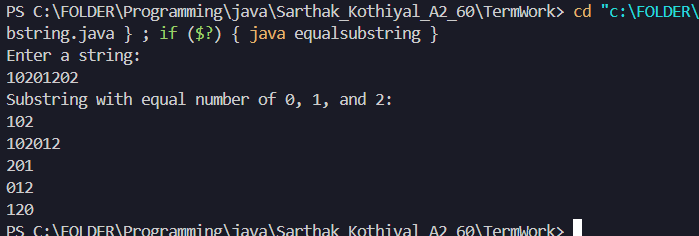 PS C:\FOLDER\Programming\java\Sarthak_Kothiyal_A2_60\TermWork> cd "c:\FOLDER\
bstring.java } ; if ($?) { java equalsubstring }
Enter a string:
10201202
Substring with equal number of 0, 1, and 2:
102
102012
201
012
120
PS C:\FOLDER\Programming\java\Sarthak_Kothiyal_A2_60\TermWork>